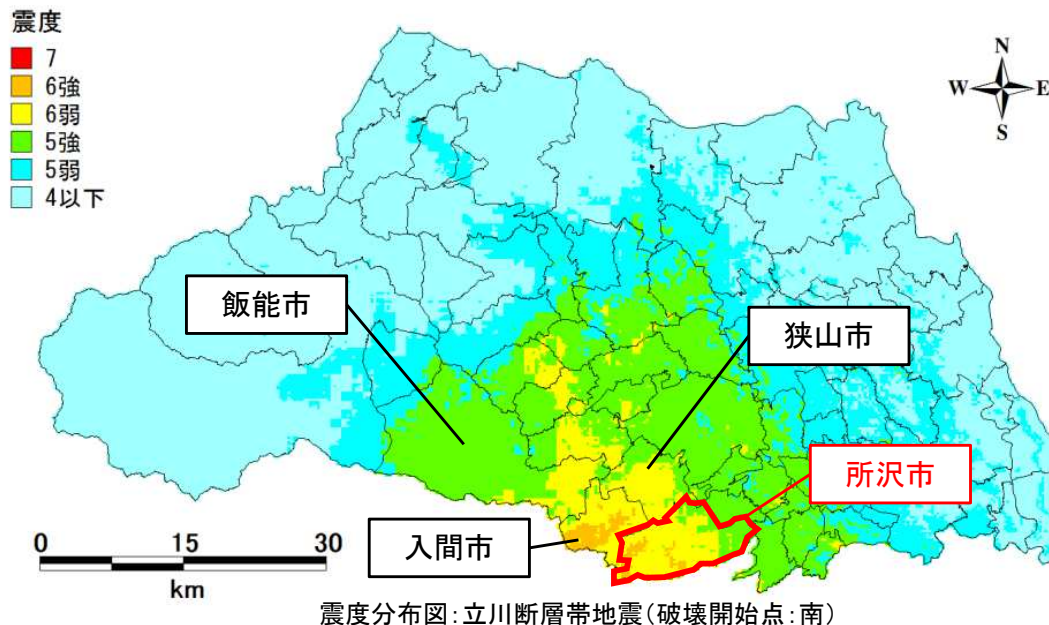 震度
7
6強
6弱
5強
5弱
4以下
N
W E
S
飯能市
狭山市
所沢市
入間市
0 15 30
km
震度分布図:立川断層帯地震(破壊開始点:南)